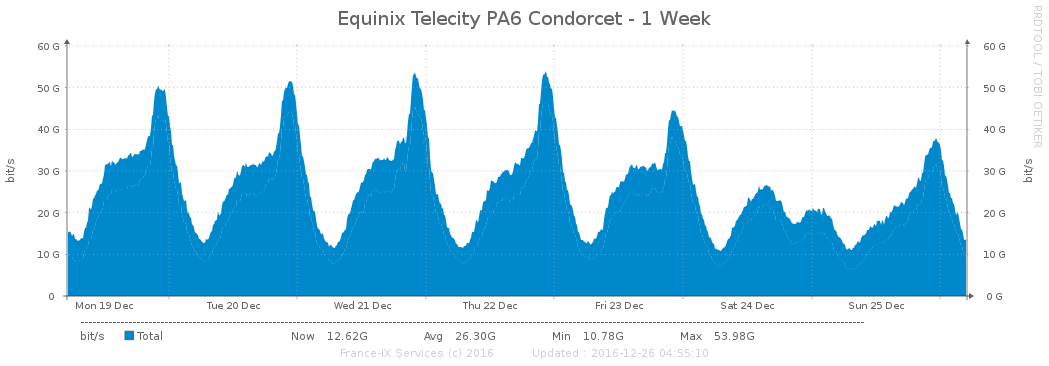 Equinix Telecity PA6 Condorcet - 1 Week
RRDTOOL / TOBI OETIKER
60 G 60 G
50 G 50 G
40 G 40 G
30 G 30 G
20 G 20 G
10 G 10 G
0 0 G
bit/s bit/s
Mon 19 Dec Tue 20 Dec Wed 21 Dec Thu 22 Dec Fri 23 Dec Sat 24 Dec Sun 25 Dec
bit/s Total Now 12.62G Avg 26.30G Min 10.78G Max 53.98G
France-IX Services (c) 2016 Updated : 2016-12-26 04:55:10